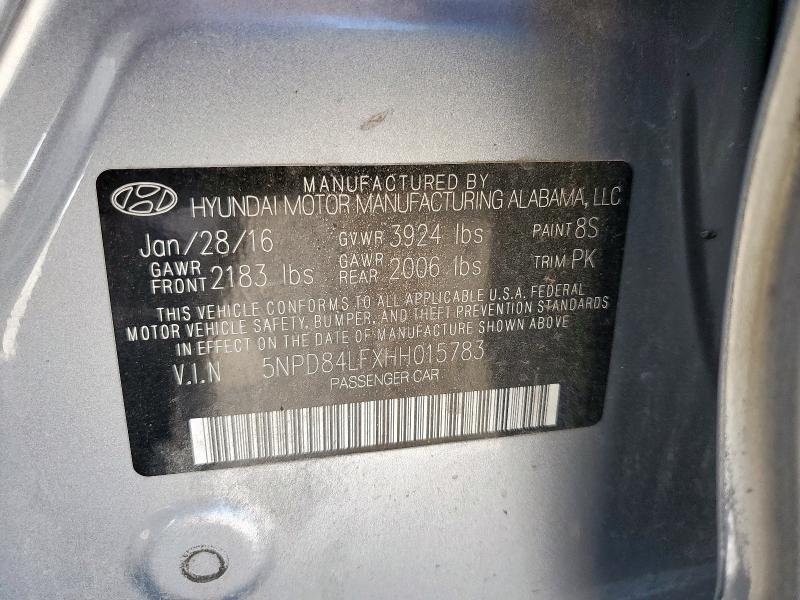 MANUFACTURED BY
HYUNDAI MOTOR MANUFACTURING ALABAMA, LLC
Jan/28/16 GVWR 3924 lbs PAINT 8S
GAWR FRONT 2183 lbs GAWR REAR 2006 lbs TRIM PK
THIS VEHICLE CONFORMS TO ALL APPLICABLE U.S.A. FEDERAL
MOTOR VEHICLE SAFETY, BUMPER, AND THEFT PREVENTION STANDARDS
IN EFFECT ON THE DATE OF MANUFACTURE SHOWN ABOVE
V.I.N 5NPD84LFXHH015783
PASSENGER CAR